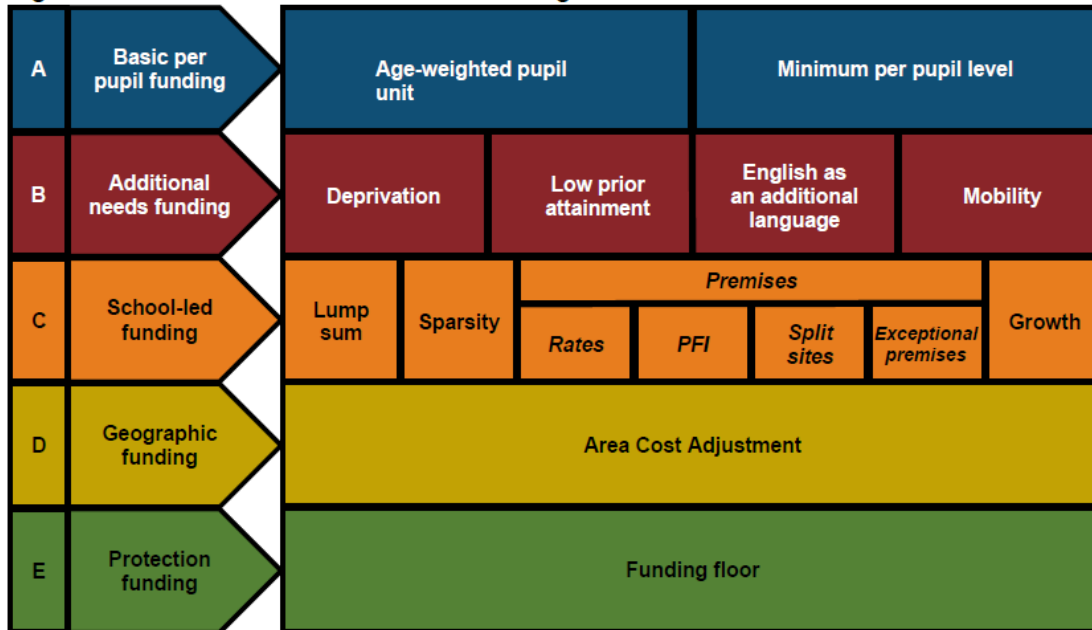 A
Basic per
pupil funding
Age-weighted pupil
unit
Minimum per pupil level
B
Additional
needs funding
Deprivation
Low prior
attainment
English as
an additional
language
Mobility
C
School-led
funding
Lump
sum
Sparsity
Premises
Rates
PFI
Split
sites
Exceptional
premises
Growth
D
Geographic
funding
Area Cost Adjustment
E
Protection
funding
Funding floor